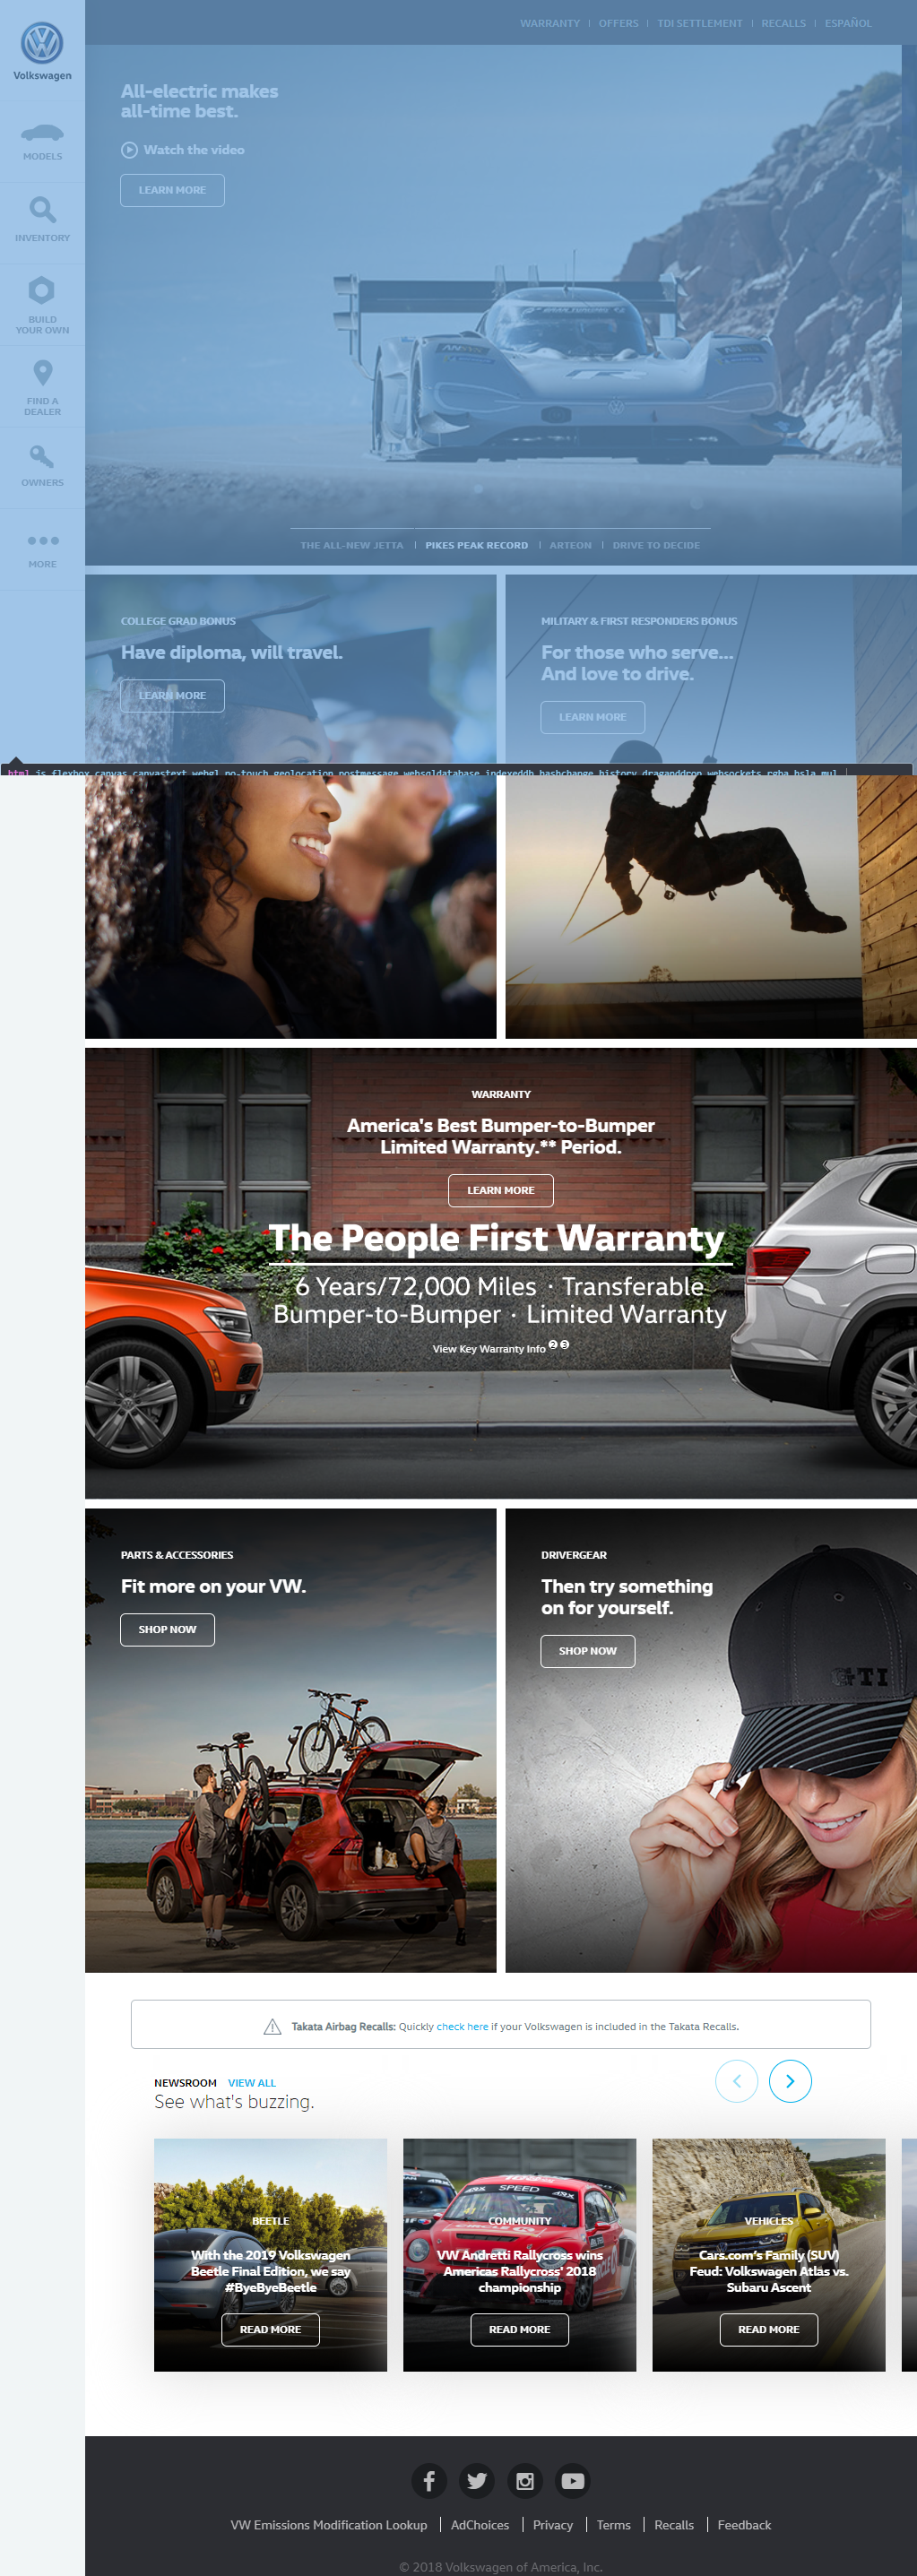 WARRANTY | OFFERS | TDI SETTLEMENT | RECALLS | ESPAÑOL
Volkswagen
MODELS
INVENTORY
BUILD
YOUR OWN
FIND A
DEALER
OWNERS
MORE
All-electric makes
all-time best.
Watch the video
LEARN MORE
THE ALL-NEW JETTA | PIKES PEAK RECORD | ARTEON | DRIVE TO DECIDE
COLLEGE GRAD BONUS
Have diploma, will travel.
LEARN MORE
MILITARY & FIRST RESPONDERS BONUS
For those who serve...
And love to drive.
LEARN MORE
html.js.flexbox.canvas.canvastext.webgl.no-touch.geolocation.postmessage.websqldatabase.indexeddb.hashchange.history.draganddrop.websockets.rgba.hsla.mul
WARRANTY
America's Best Bumper-to-Bumper
Limited Warranty.** Period.
LEARN MORE
The People First Warranty
6 Years/72,000 Miles · Transferable
Bumper-to-Bumper · Limited Warranty
View Key Warranty Info 2 3
PARTS & ACCESSORIES
Fit more on your VW.
SHOP NOW
DRIVERGEAR
Then try something
on for yourself.
SHOP NOW
GTI
Takata Airbag Recalls: Quickly check here if your Volkswagen is included in the Takata Recalls.
NEWSROOM VIEW ALL
See what's buzzing.
BEETLE
With the 2019 Volkswagen
Beetle Final Edition, we say
#ByeByeBeetle
READ MORE
SPEED
COMMUNITY
VW Andretti Rallycross wins
Americas Rallycross' 2018
championship
READ MORE
VEHICLES
Cars.com's Family (SUV)
Feud: Volkswagen Atlas vs.
Subaru Ascent
READ MORE
VW Emissions Modification Lookup | AdChoices | Privacy | Terms | Recalls | Feedback
© 2018 Volkswagen of America, Inc.